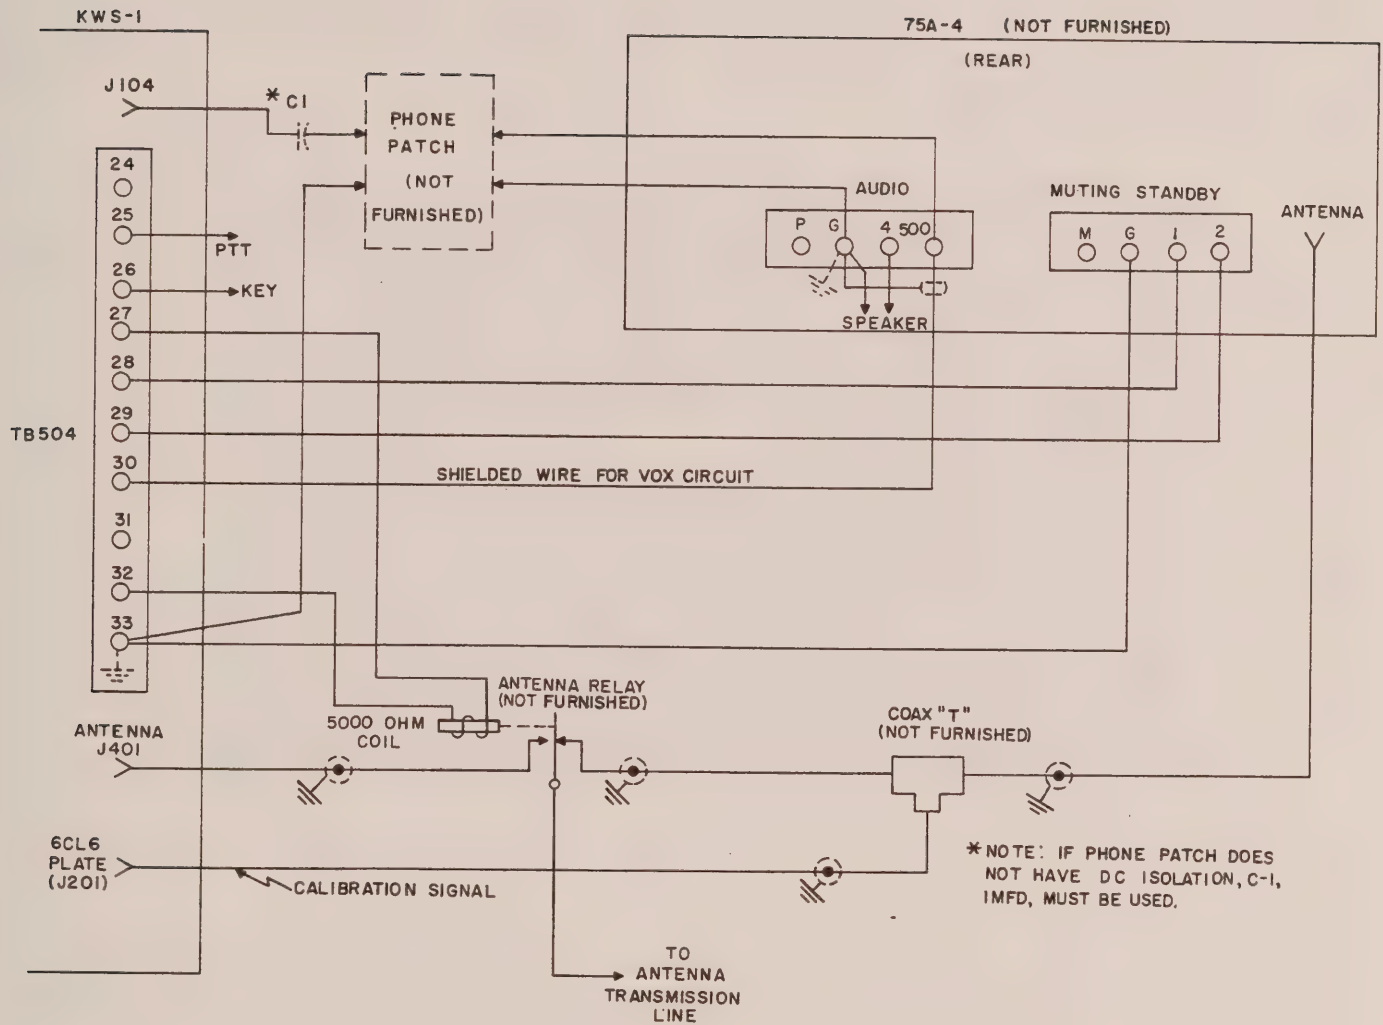 KWS-1
75A-4 (NOT FURNISHED)
(REAR)
J104
* C1
PHONE
PATCH
(NOT
FURNISHED)
AUDIO
P G 4 500
SPEAKER
MUTING STANDBY
M G 1 2
ANTENNA
24
25
PTT
26
KEY
27
28
29
TB504
30
SHIELDED WIRE FOR VOX CIRCUIT
31
32
33
ANTENNA RELAY
(NOT FURNISHED)
5000 OHM
COIL
COAX "T"
(NOT FURNISHED)
ANTENNA
J401
6CL6
PLATE
(J201)
CALIBRATION SIGNAL
* NOTE: IF PHONE PATCH DOES
NOT HAVE DC ISOLATION, C-1,
1MFD, MUST BE USED.
TO
ANTENNA
TRANSMISSION
LINE